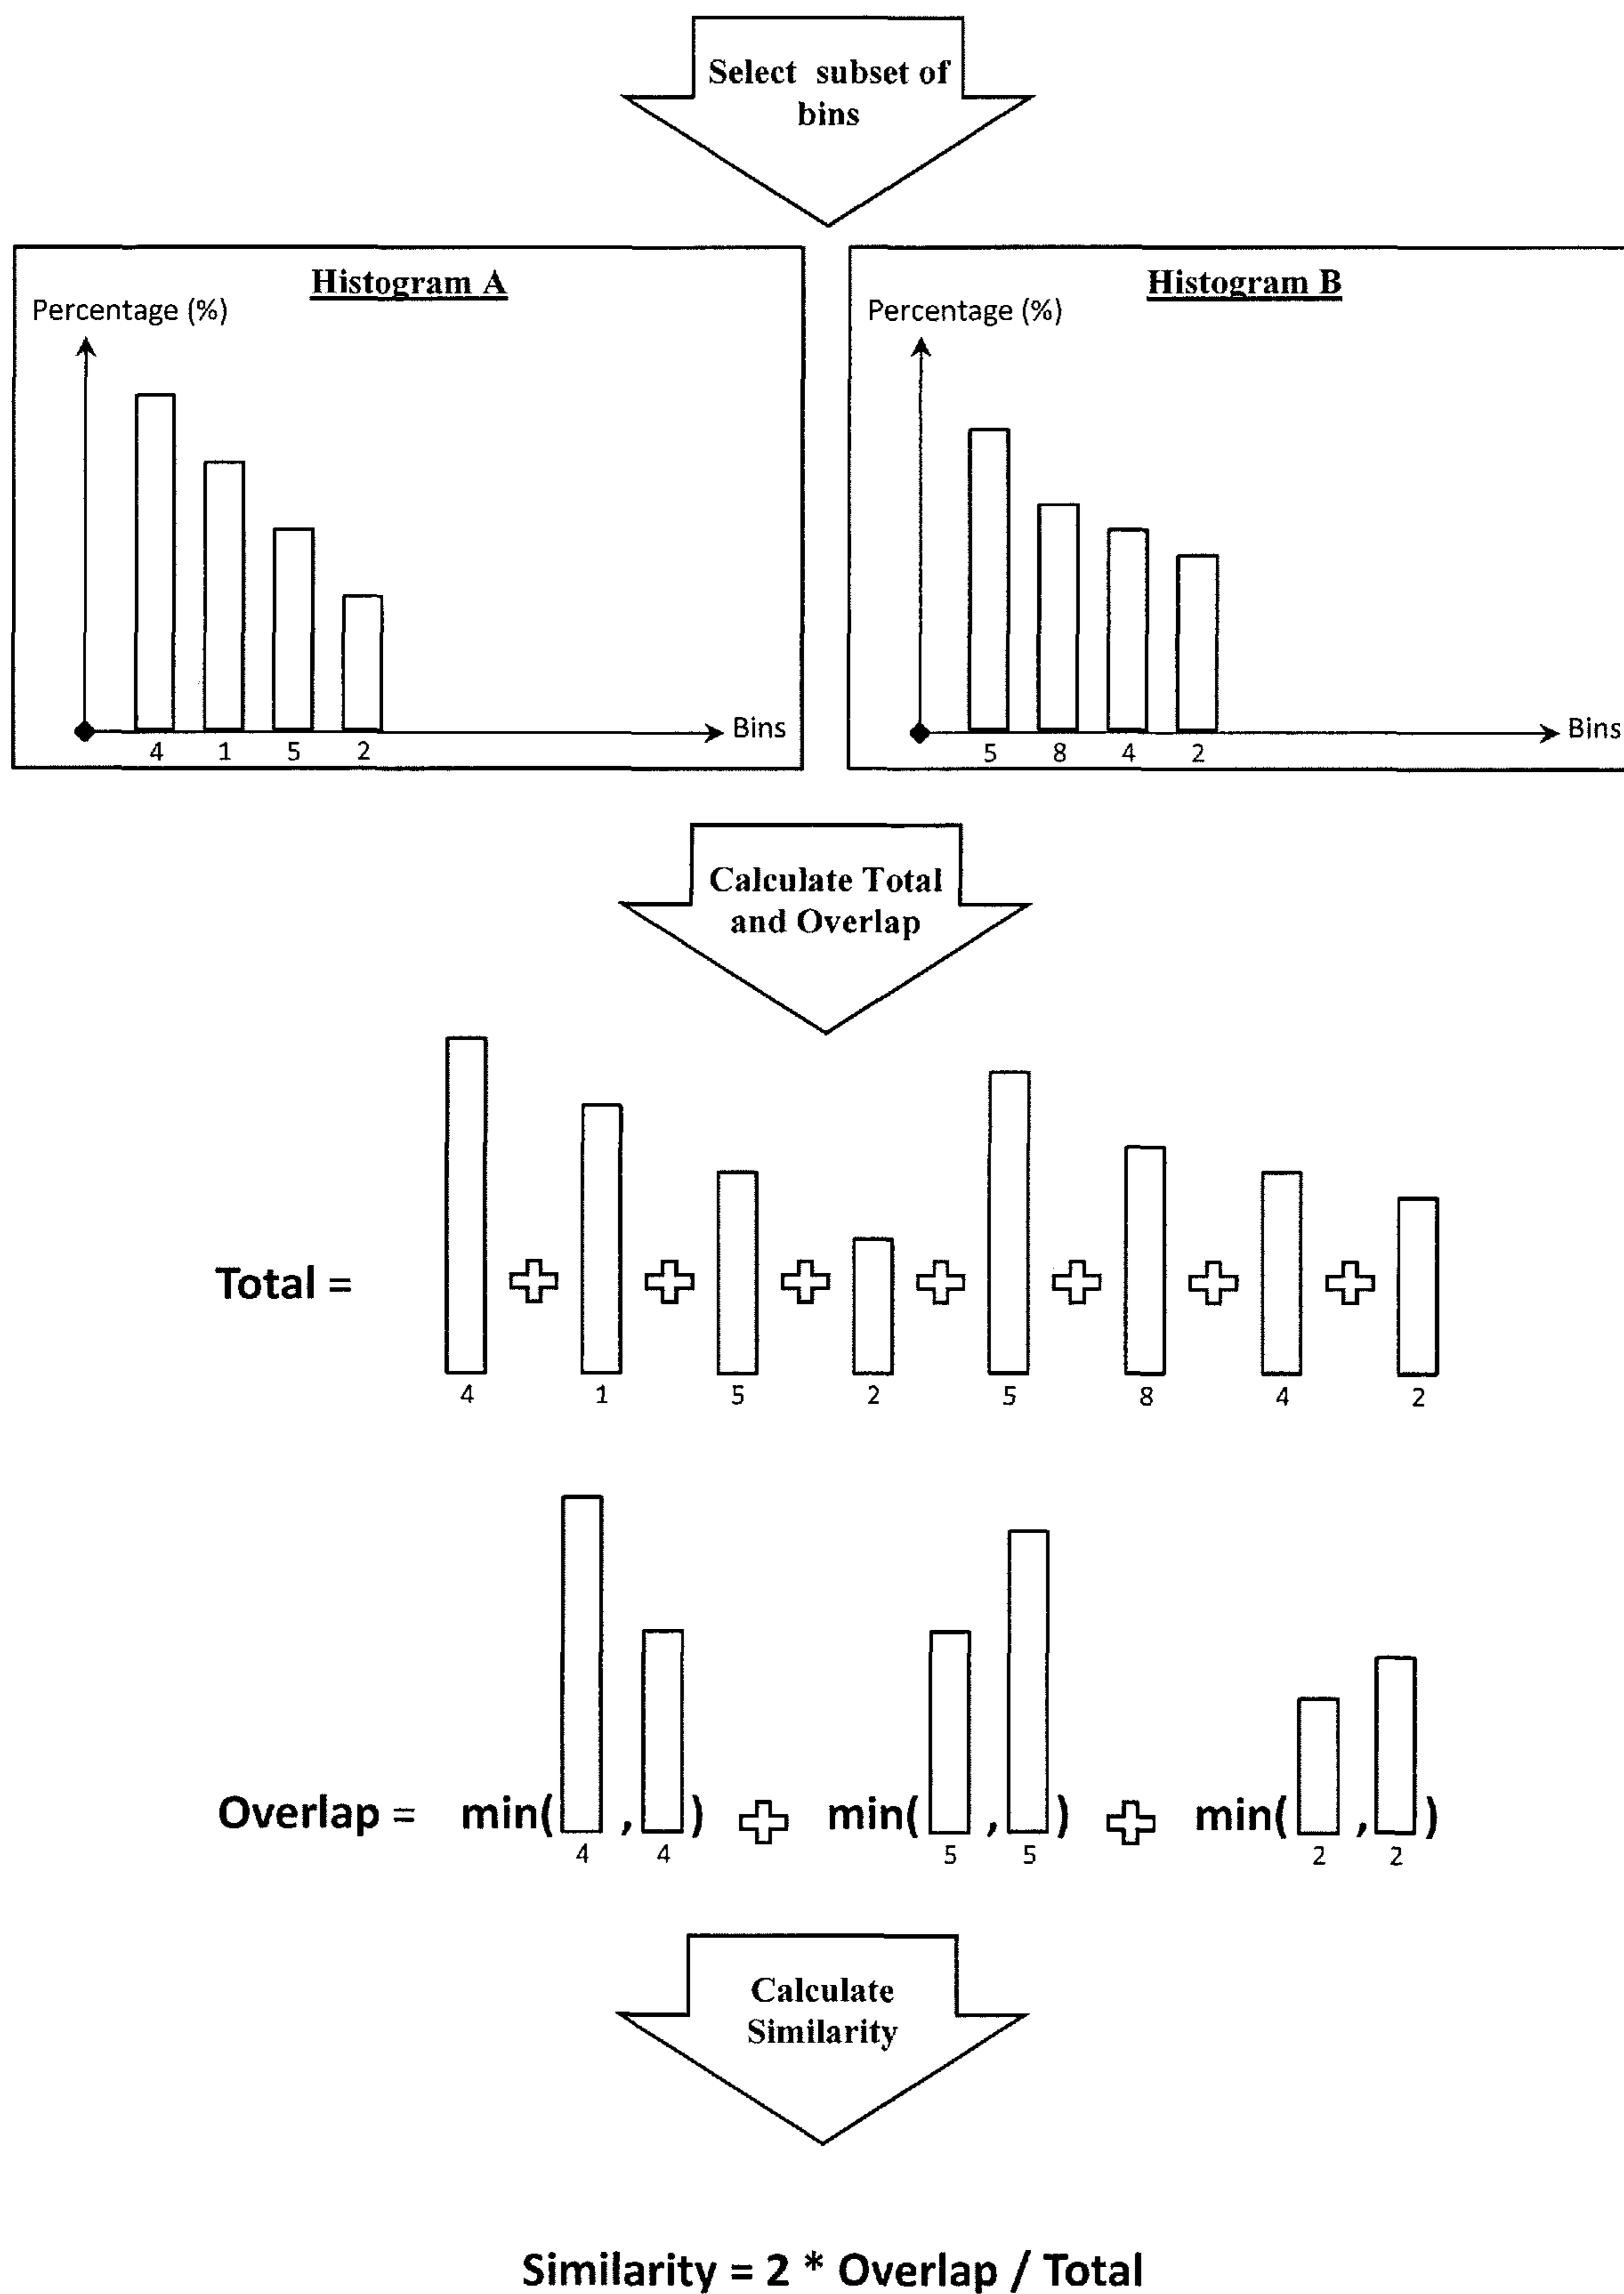 Select subset of
bins
Histogram A
Percentage (%)
Bins
4 1 5 2
Histogram B
Percentage (%)
Bins
5 8 4 2
Calculate Total
and Overlap
Total =
4 1 5 2 5 8 4 2
Overlap = min( , ) min( , ) min( , )
4 4 5 5 2 2
Calculate
Similarity
Similarity = 2 * Overlap / Total